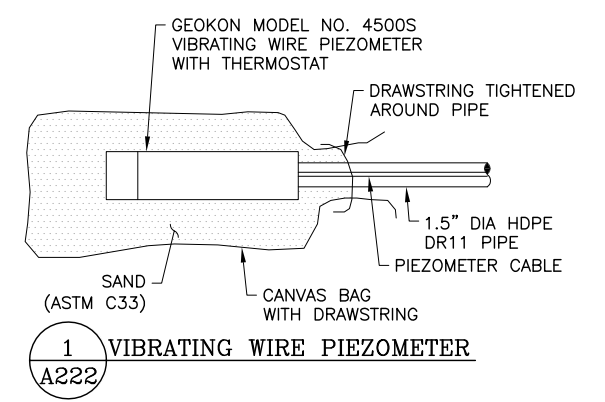 GEOKON MODEL NO. 4500S
VIBRATING WIRE PIEZOMETER
WITH THERMOSTAT
DRAWSTRING TIGHTENED
AROUND PIPE
1.5" DIA HDPE
DR11 PIPE
PIEZOMETER CABLE
SAND
(ASTM C33)
CANVAS BAG
WITH DRAWSTRING
1
A222
VIBRATING WIRE PIEZOMETER